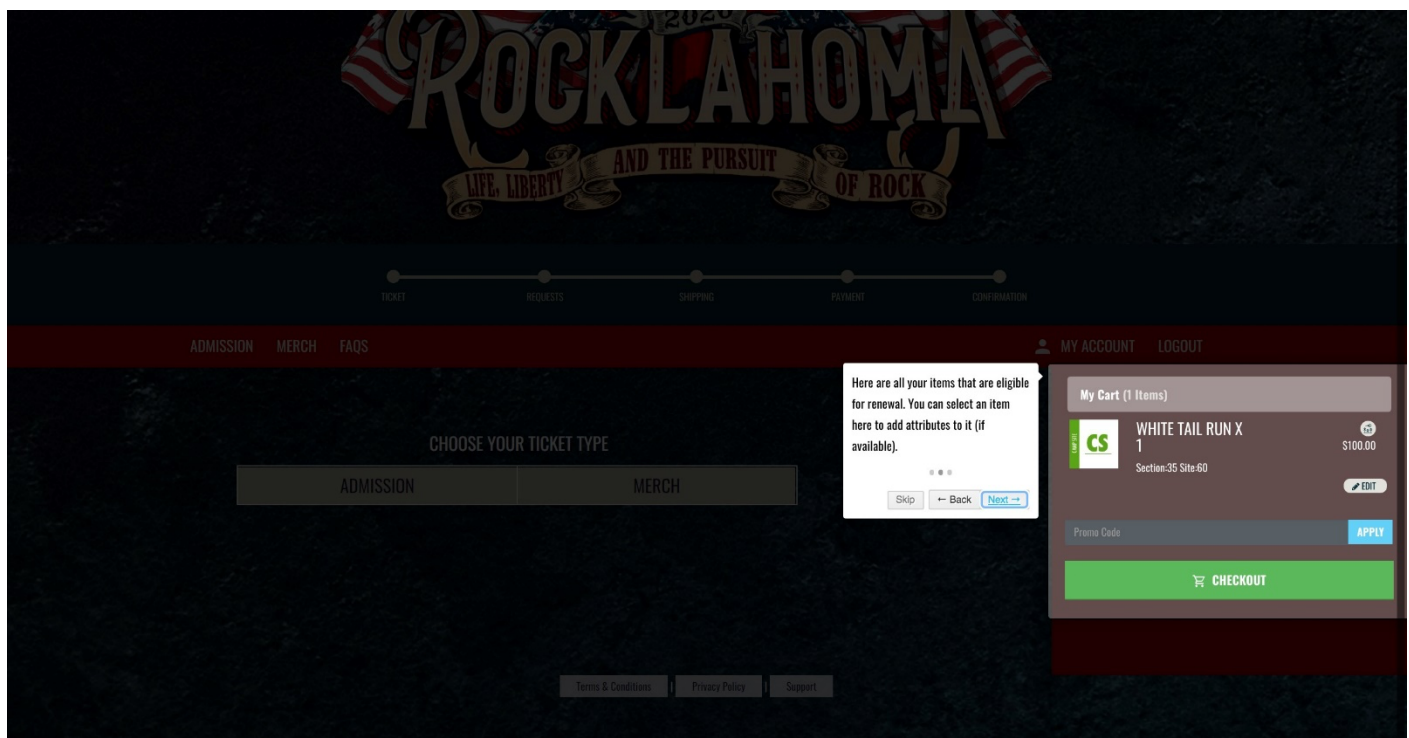 2020
ROCKLAHOMA
LIFE, LIBERTY AND THE PURSUIT OF ROCK
TICKET
REQUESTS
SHIPPING
PAYMENT
CONFIRMATION
ADMISSION
MERCH
FAQS
MY ACCOUNT
LOGOUT
Here are all your items that are eligible
for renewal. You can select an item
here to add attributes to it (if
available).
Skip
← Back
Next →
My Cart (1 Items)
CAMP SITE
CS
WHITE TAIL RUN X
1
$100.00
Section:35 Site:60
EDIT
Promo Code
APPLY
CHECKOUT
CHOOSE YOUR TICKET TYPE
ADMISSION
MERCH
Terms & Conditions | Privacy Policy | Support